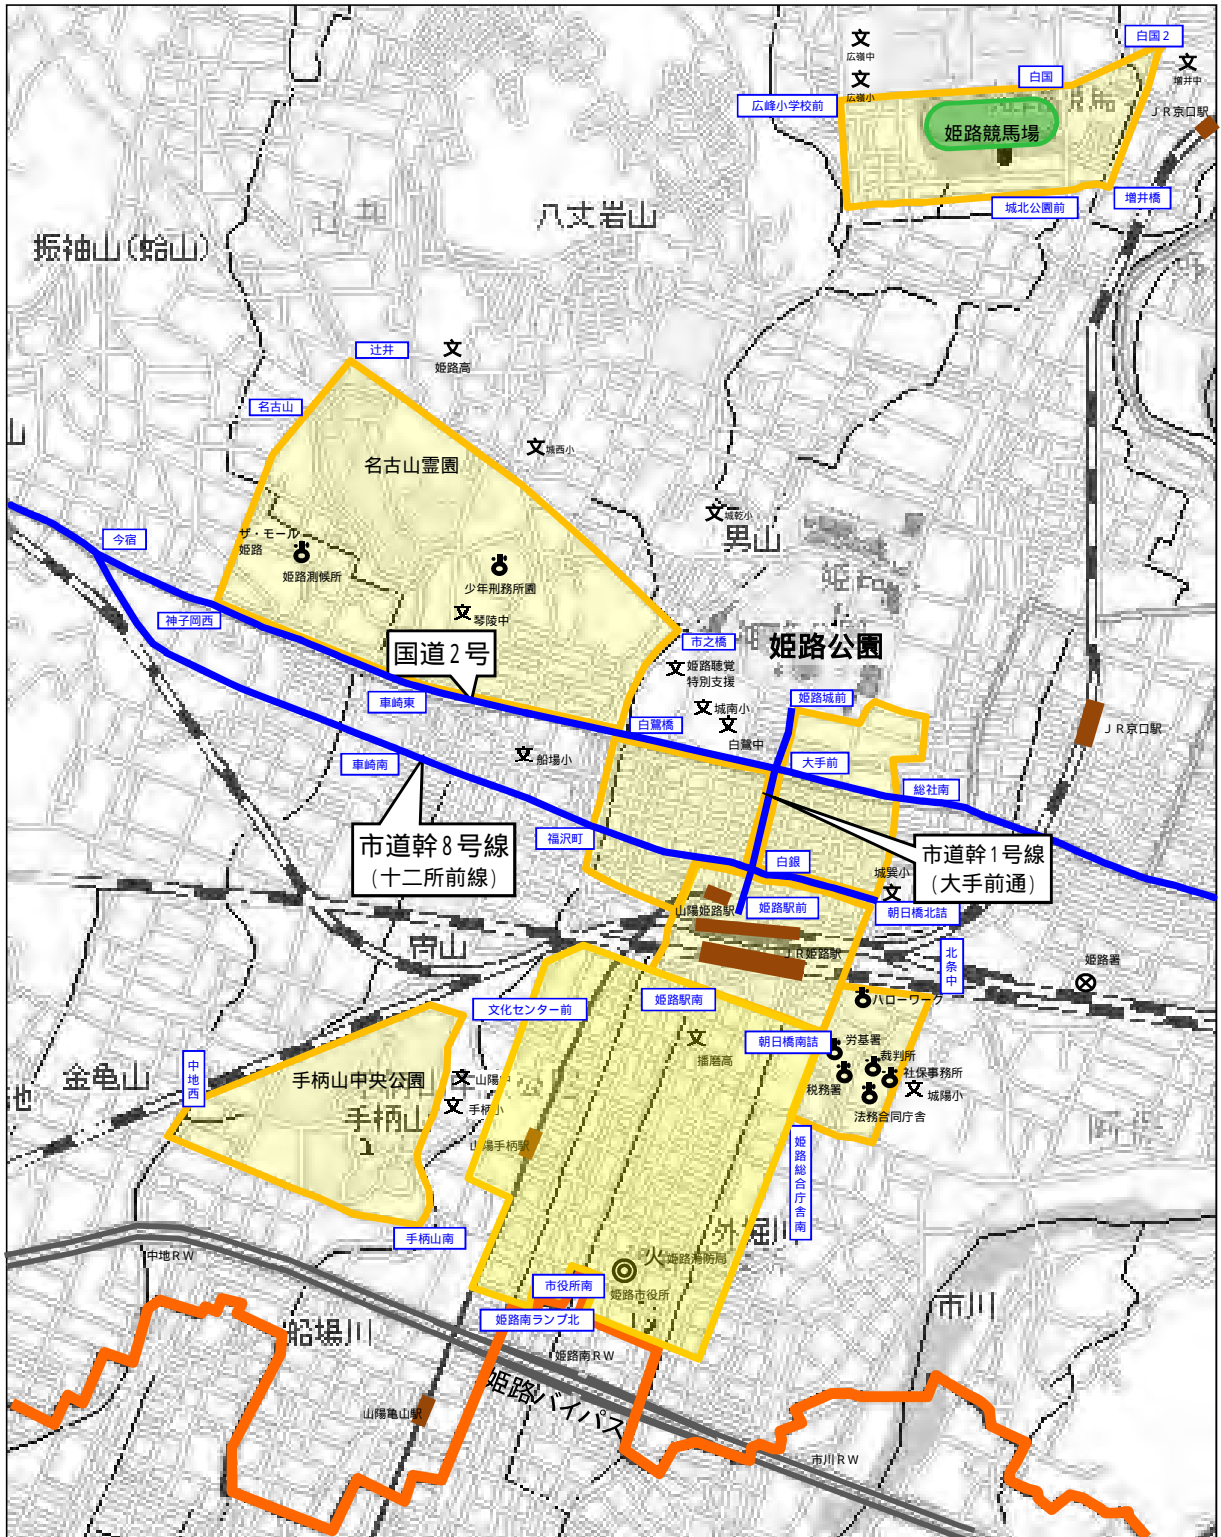 白国2
広嶺中
白国
増井中
広嶺小
広峰小学校前
JR京口駅
姫路競馬場
増井橋
城北公園前
八丈岩山
振袖山(蛤山)
辻井
姫路高
名古山
城西小
名古山霊園
城乾小
男山
ザ・モール
姫路
今宿
姫路測候所
姫路
少年刑務所園
神子岡西
琴陵中
市之橋
姫路公園
国道2号
姫路聴覚
特別支援
車崎東
姫路城前
城南小
白鷺橋
JR京口駅
白鷺中
船場小
大手前
車崎南
総社南
福沢町
市道幹8号線
(十二所前線)
白銀
市道幹1号線
(大手前通)
城巽小
山陽姫路駅
姫路駅前
朝日橋北詰
JR姫路駅
北条中
姫路署
文化センター前
姫路駅南
ハローワーク
朝日橋南詰
労基署
播磨高
裁判所
中地西
金亀山
手柄山中央公園
山陽中
社保事務所
税務署
城陽小
手柄小
手柄山
法務合同庁舎
山陽手柄駅
姫路総合庁舎南
手柄山南
外堀川
中地RW
火
姫路消防局
市役所南
姫路市役所
市川
姫路南ランプ北
船場川
姫路南RW
姫路バイパス
山陽亀山駅
市川RW